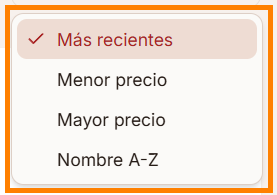 Más recientes
Menor precio
Mayor precio
Nombre A-Z